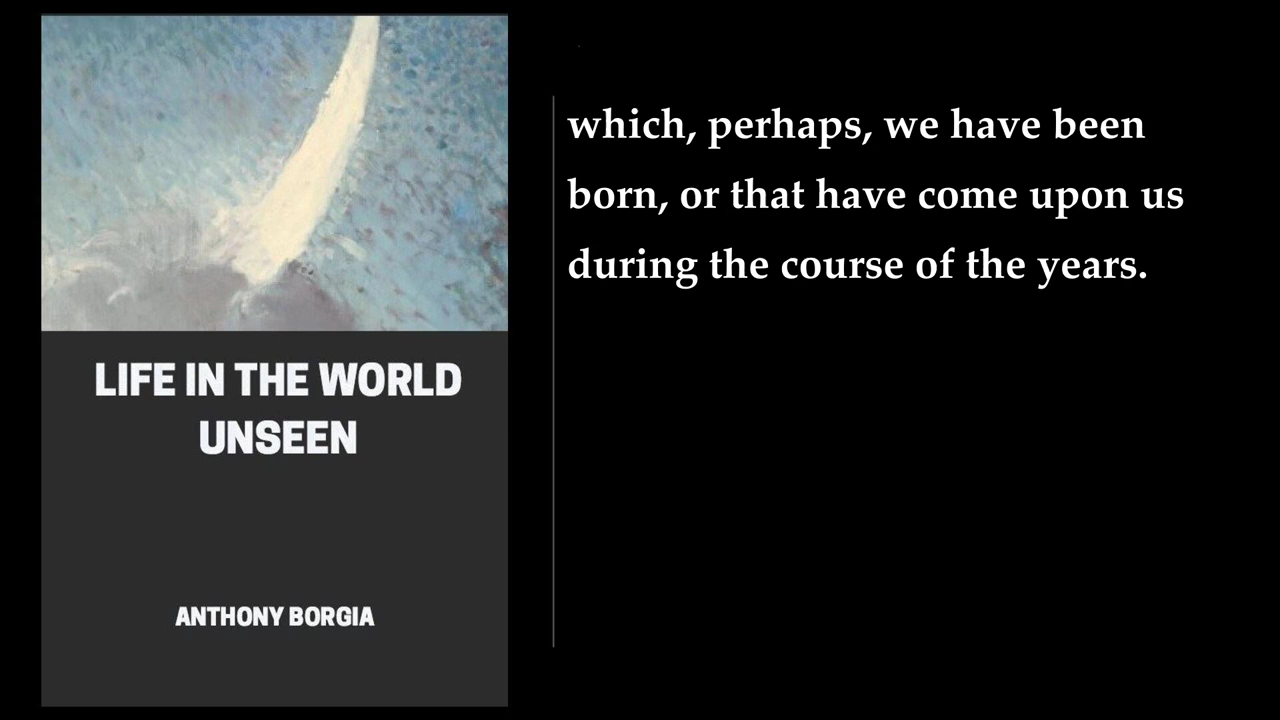 LIFE IN THE WORLD
UNSEEN
ANTHONY BORGIA
which, perhaps, we have been
born, or that have come upon us
during the course of the years.